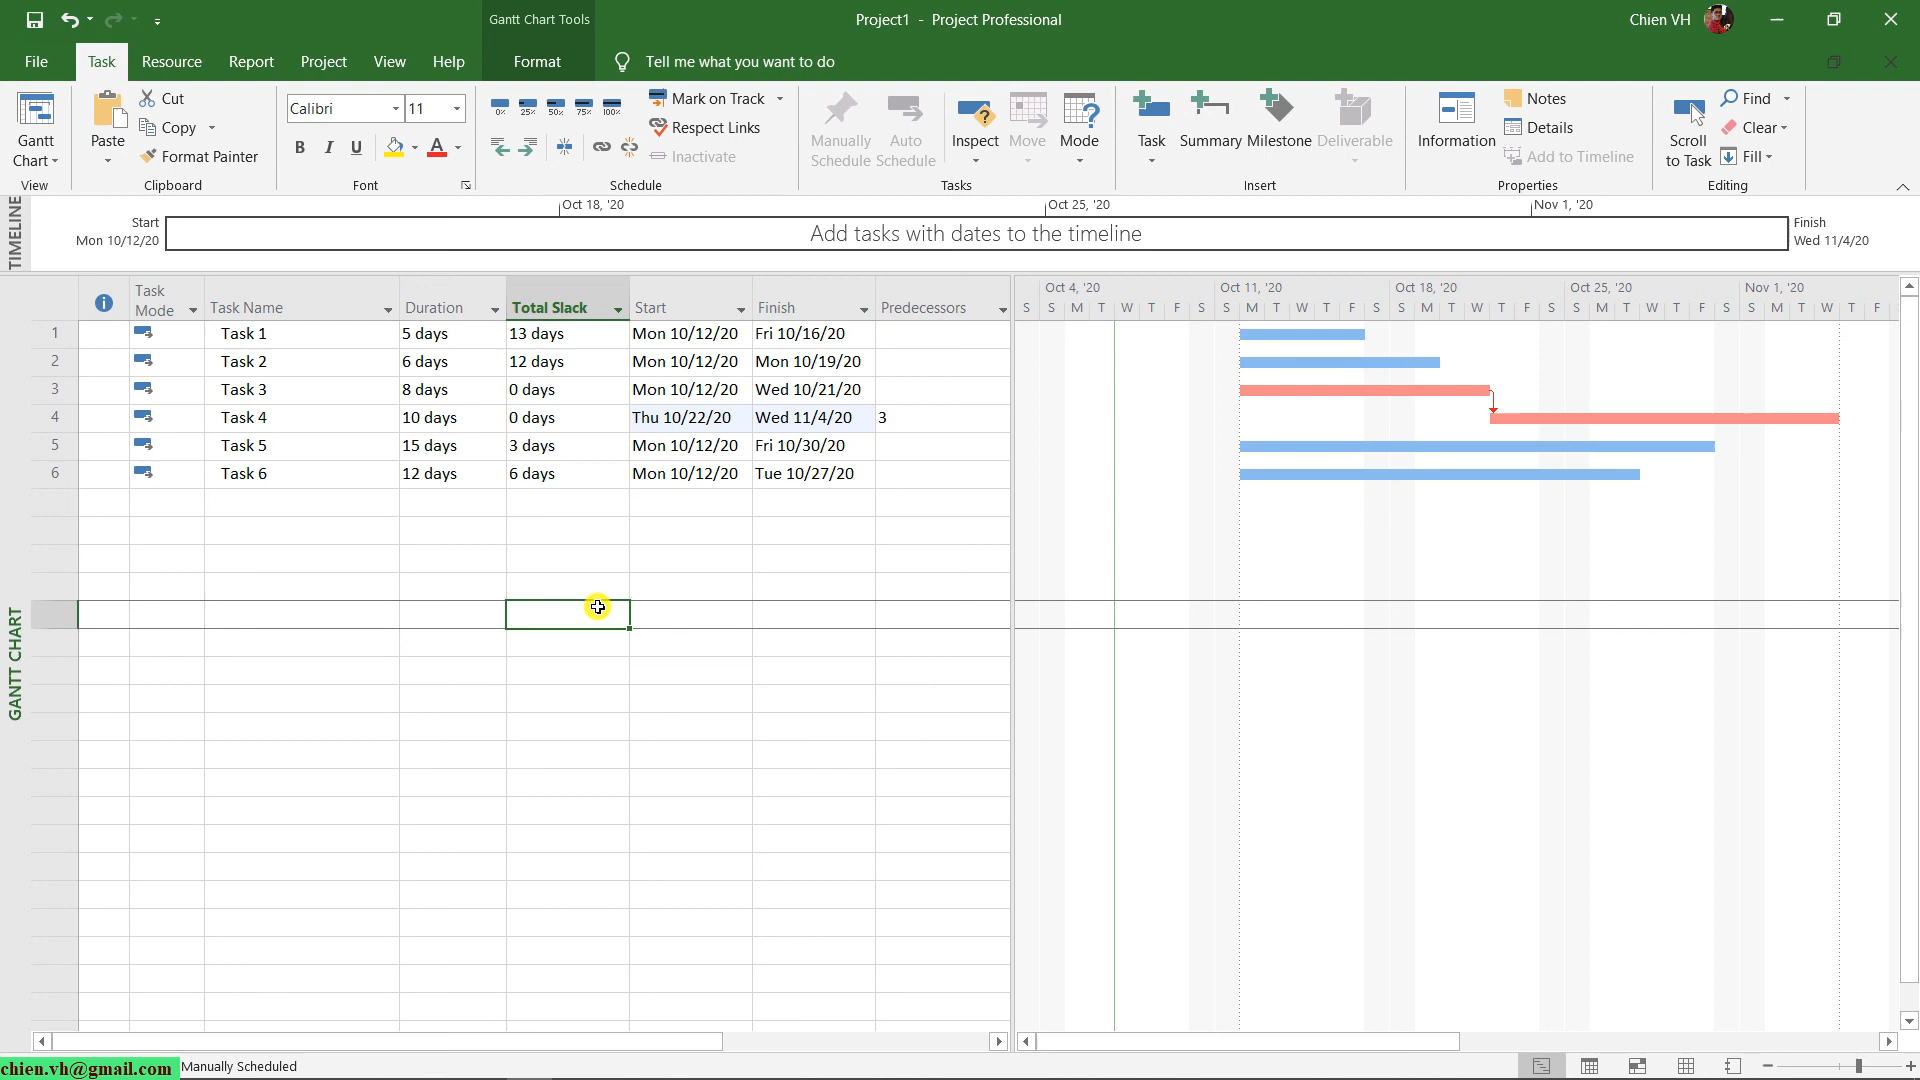 Gantt Chart Tools
Project1 - Project Professional
Chien VH
File Task Resource Report Project View Help Format Tell me what you want to do
Gantt Chart
View
Paste
Cut
Copy
Format Painter
Clipboard
Calibri 11
B I U A
Font
0% 25% 50% 75% 100%
Mark on Track
Respect Links
Inactivate
Schedule
Manually Schedule
Auto Schedule
Inspect
Move
Mode
Tasks
Task
Summary
Milestone
Deliverable
Insert
Information
Notes
Details
Add to Timeline
Properties
Scroll to Task
Find
Clear
Fill
Editing
TIMELINE
Oct 18, '20 Oct 25, '20 Nov 1, '20
Start
Mon 10/12/20
Add tasks with dates to the timeline
Finish
Wed 11/4/20
GANTT CHART
Task Mode Task Name Duration Total Slack Start Finish Predecessors
1 Task 1 5 days 13 days Mon 10/12/20 Fri 10/16/20
2 Task 2 6 days 12 days Mon 10/12/20 Mon 10/19/20
3 Task 3 8 days 0 days Mon 10/12/20 Wed 10/21/20
4 Task 4 10 days 0 days Thu 10/22/20 Wed 11/4/20 3
5 Task 5 15 days 3 days Mon 10/12/20 Fri 10/30/20
6 Task 6 12 days 6 days Mon 10/12/20 Tue 10/27/20
Oct 4, '20 Oct 11, '20 Oct 18, '20 Oct 25, '20 Nov 1, '20
S S M T W T F S S M T W T F S S M T W T F S S M T W T F S S M T W T F
chien.vh@gmail.com
Manually Scheduled